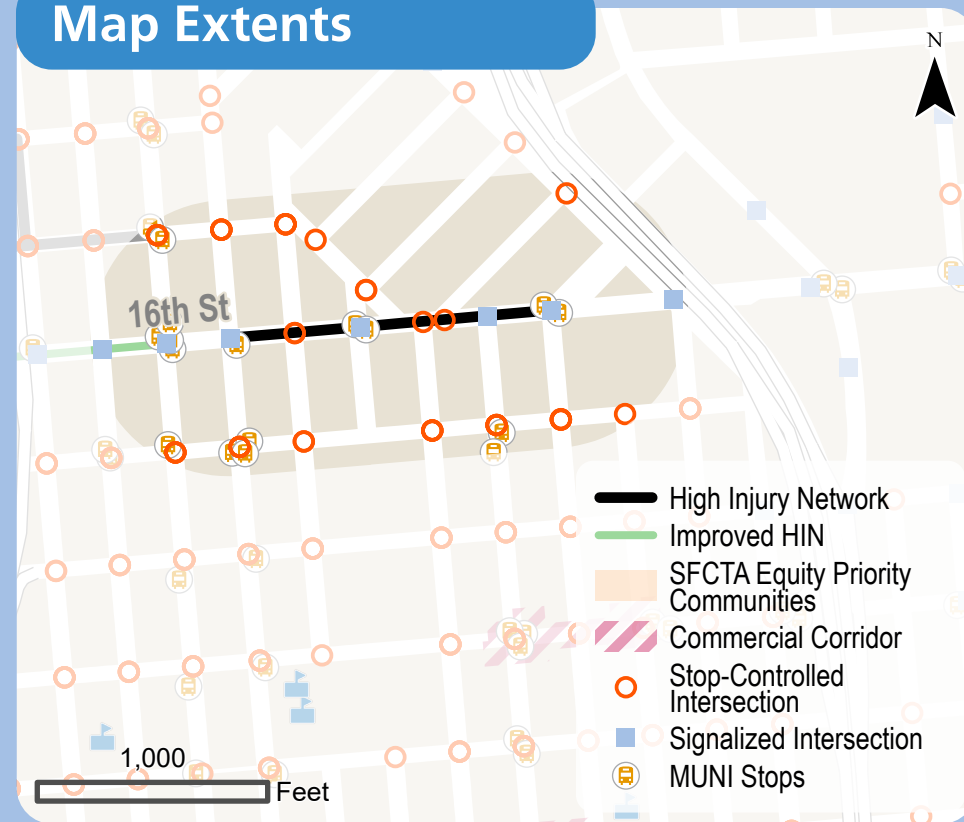 Map Extents
N
16th St
High Injury Network
Improved HIN
SFCTA Equity Priority
Communities
Commercial Corridor
Stop-Controlled
Intersection
Signalized Intersection
MUNI Stops
1,000
Feet